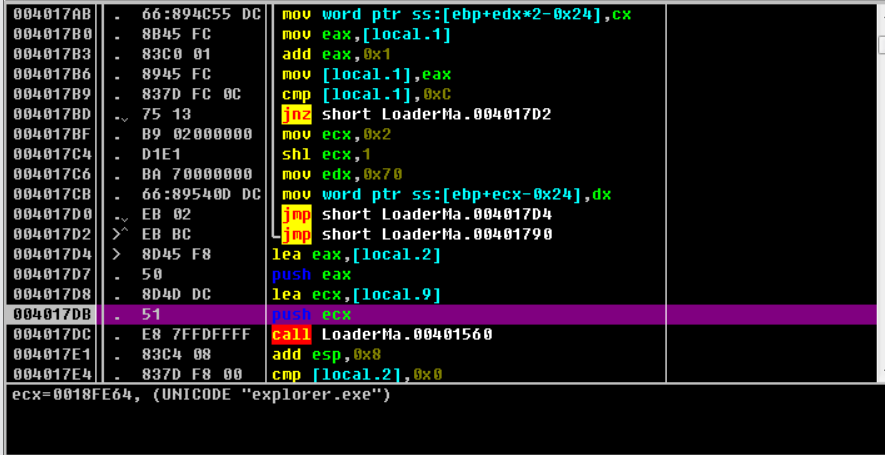 004017AB . 66:894C55 DC mov word ptr ss:[ebp+edx*2-0x24],cx
004017B0 . 8B45 FC mov eax,[local.1]
004017B3 . 83C0 01 add eax,0x1
004017B6 . 8945 FC mov [local.1],eax
004017B9 . 837D FC 0C cmp [local.1],0xC
004017BD .ˬ 75 13 jnz short LoaderMa.004017D2
004017BF . B9 02000000 mov ecx,0x2
004017C4 . D1E1 shl ecx,1
004017C6 . BA 70000000 mov edx,0x70
004017CB . 66:89540D DC mov word ptr ss:[ebp+ecx-0x24],dx
004017D0 .ˬ EB 02 jmp short LoaderMa.004017D4
004017D2 >^ EB BC jmp short LoaderMa.00401790
004017D4 > 8D45 F8 lea eax,[local.2]
004017D7 . 50 push eax
004017D8 . 8D4D DC lea ecx,[local.9]
004017DB . 51 push ecx
004017DC . E8 7FFDFFFF call LoaderMa.00401560
004017E1 . 83C4 08 add esp,0x8
004017E4 . 837D F8 00 cmp [local.2],0x0
ecx=0018FE64, (UNICODE "explorer.exe")